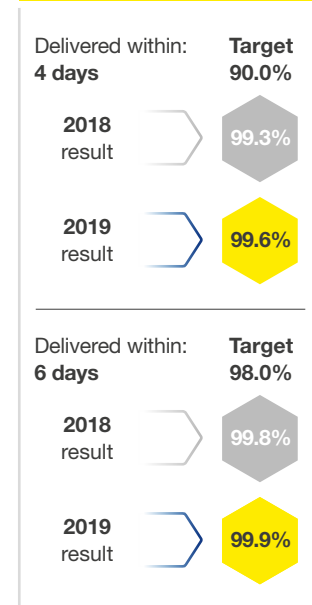 Delivered within: Target
4 days 90.0%
2018
result
99.3%
2019
result
99.6%
Delivered within: Target
6 days 98.0%
2018
result
99.8%
2019
result
99.9%